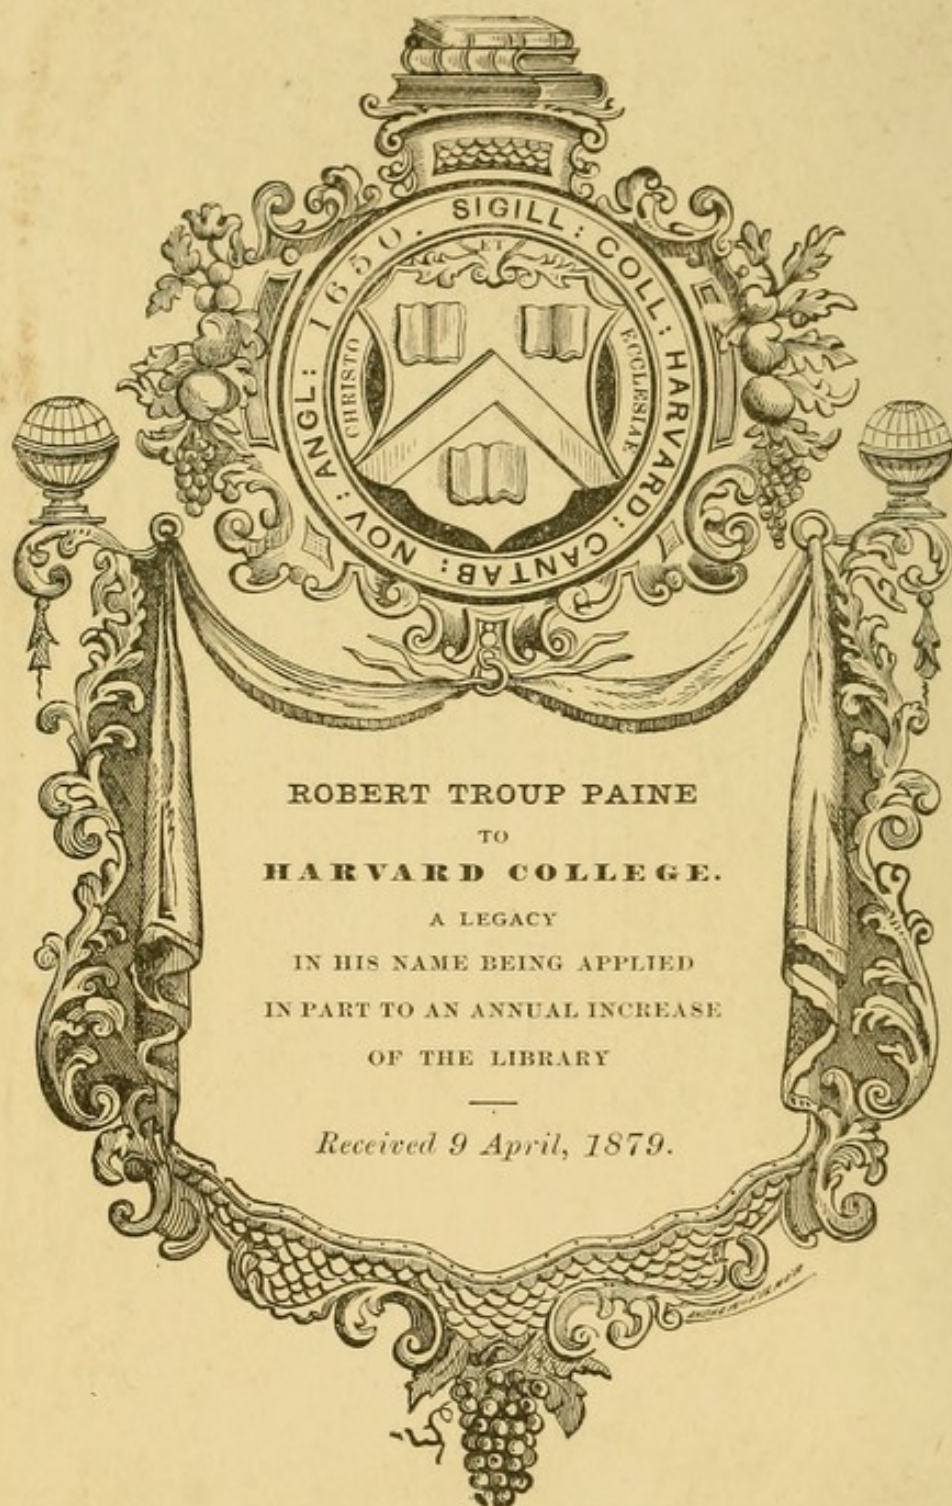 SIGILL: COLL: HARVARD: CANTAB: NOV: ANGL: 1650.
CHRISTO
ET
ECCLESIAE
ROBERT TROUP PAINE
TO
HARVARD COLLEGE.
A LEGACY
IN HIS NAME BEING APPLIED
IN PART TO AN ANNUAL INCREASE
OF THE LIBRARY
Received 9 April, 1879.